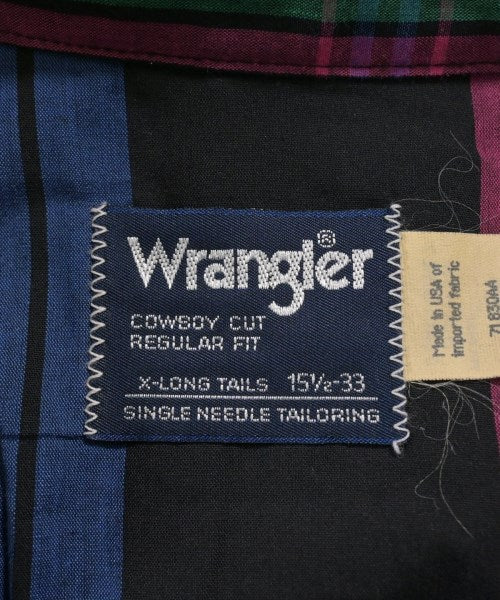 Wrangler®
COWBOY CUT
REGULAR FIT
X-LONG TAILS 15½-33
SINGLE NEEDLE TAILORING
Made in USA of
imported fabric
71830AA